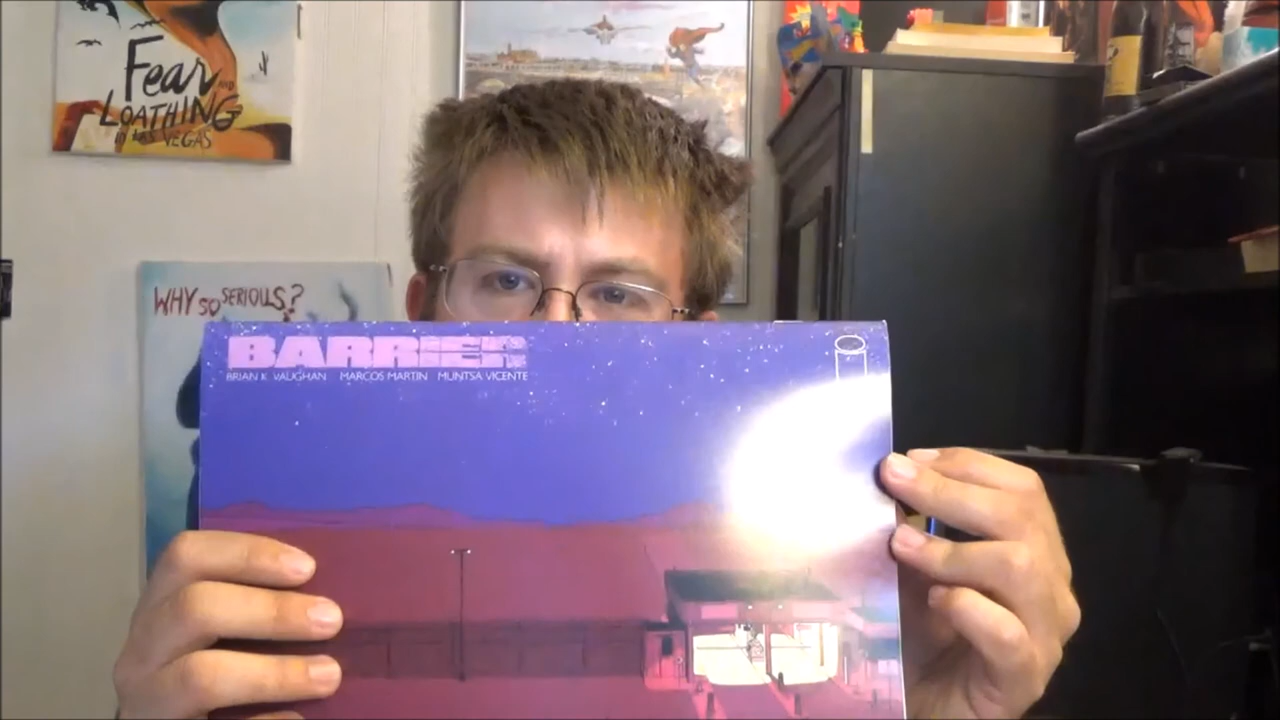 Fear AND
LOATHING
in Las VEGAS
WHY SO SERIOUS?
BARRIER
BRIAN K. VAUGHAN MARCOS MARTIN MUNTSA VICENTE